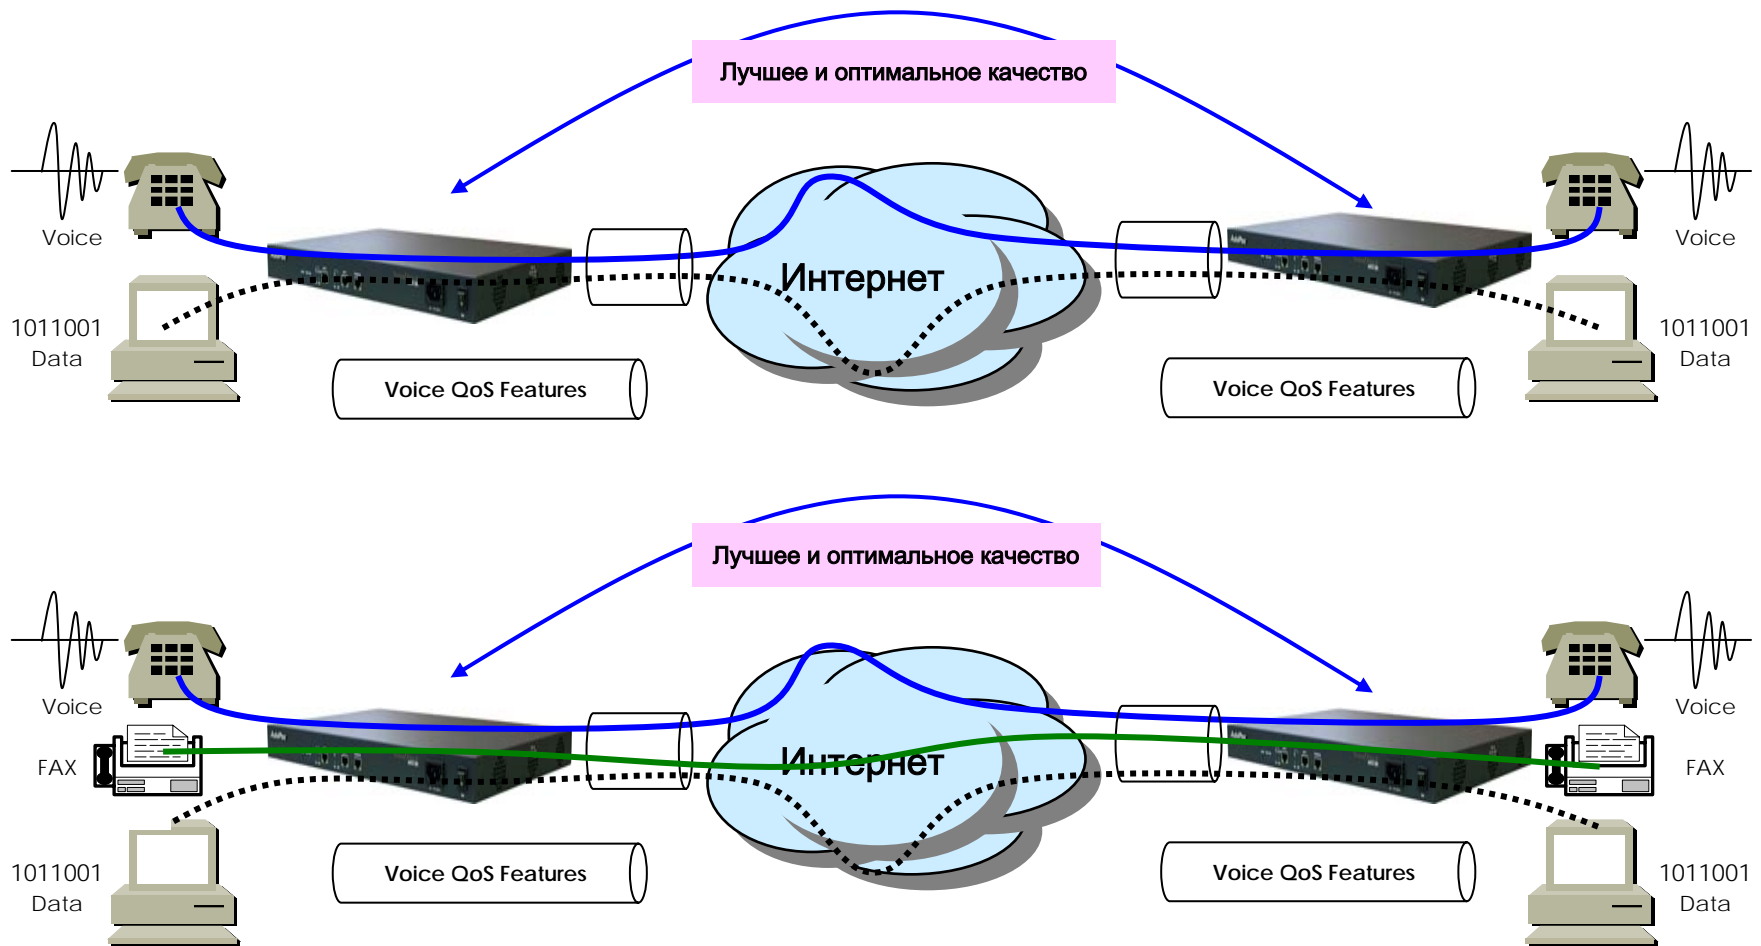 Лучшее и оптимальное качество
Voice
Voice
Интернет
1011001
Data
1011001
Data
Voice QoS Features
Voice QoS Features
Лучшее и оптимальное качество
Voice
Voice
FAX
Интернет
FAX
1011001
Data
1011001
Data
Voice QoS Features
Voice QoS Features